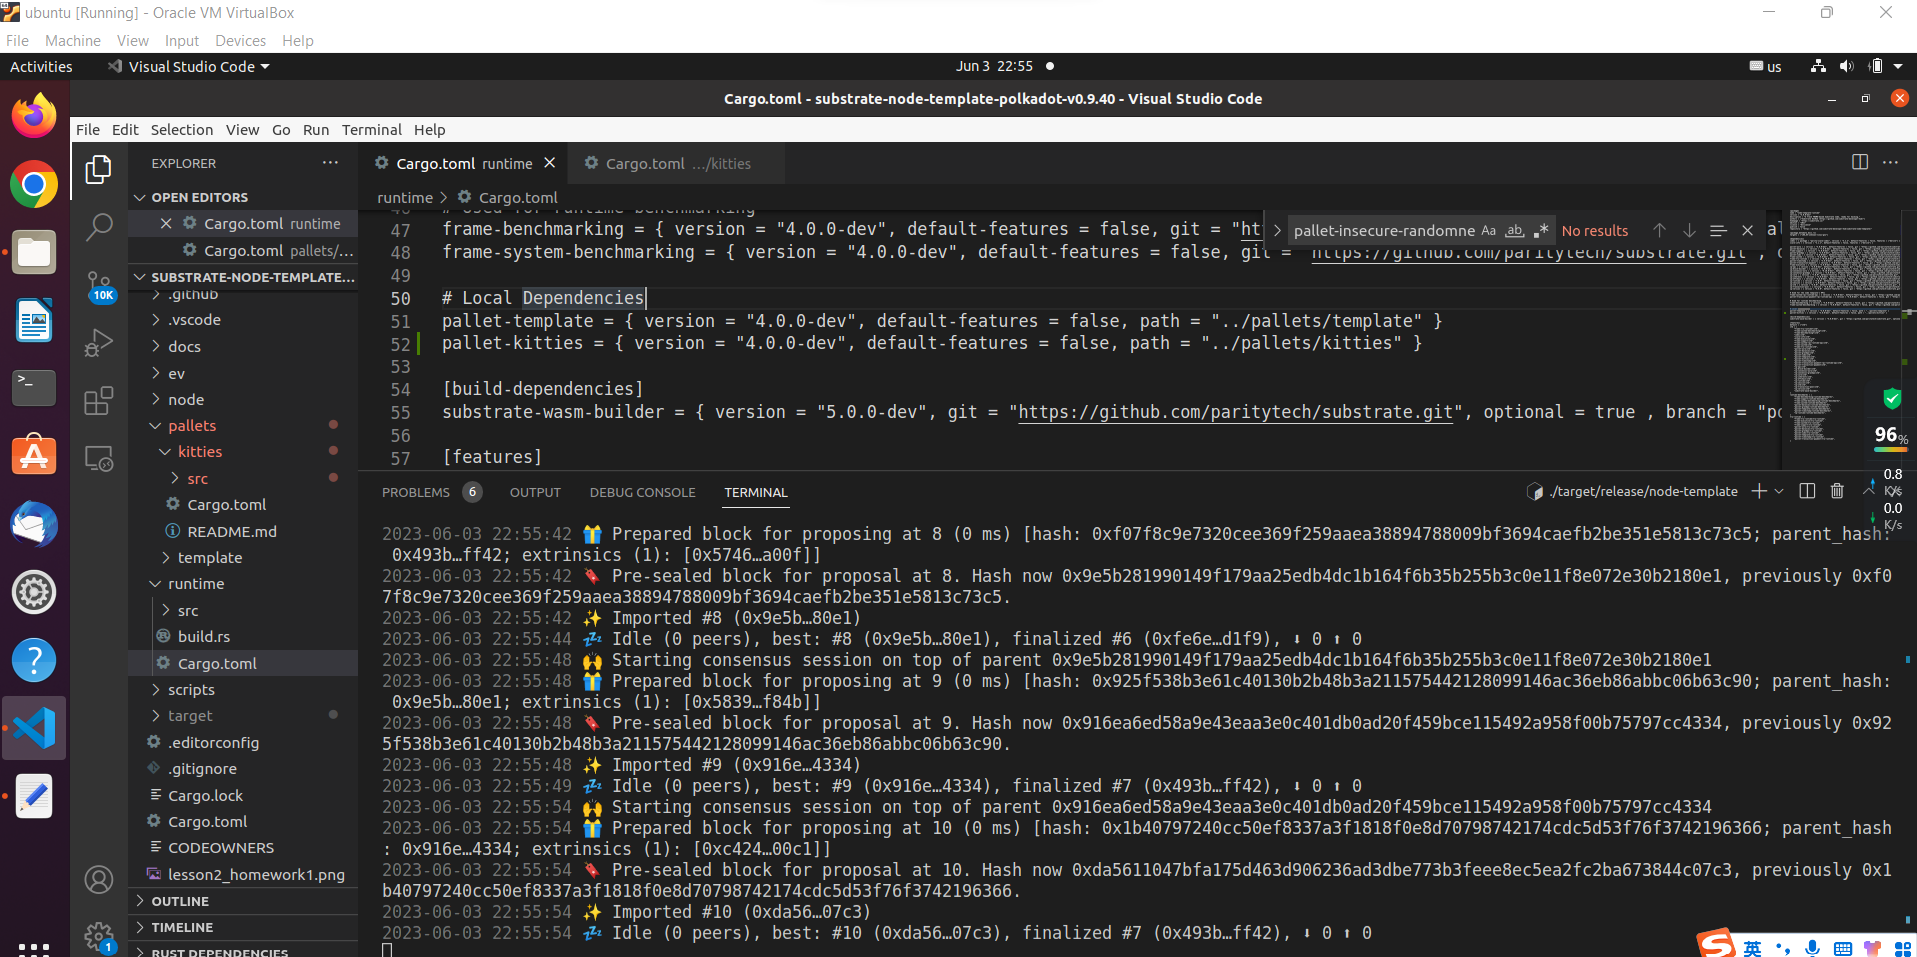 ubuntu [Running] - Oracle VM VirtualBox
File Machine View Input Devices Help
Activities Visual Studio Code Jun 3 22:55 us
Cargo.toml - substrate-node-template-polkadot-v0.9.40 - Visual Studio Code
File Edit Selection View Go Run Terminal Help
EXPLORER
OPEN EDITORS
Cargo.toml runtime
Cargo.toml pallets/...
SUBSTRATE-NODE-TEMPLATE...
.github
.vscode
docs
ev
node
pallets
kitties
src
Cargo.toml
README.md
template
runtime
src
build.rs
Cargo.toml
scripts
target
.editorconfig
.gitignore
Cargo.lock
Cargo.toml
CODEOWNERS
lesson2_homework1.png
OUTLINE
TIMELINE
RUST DEPENDENCIES
10K
1
Cargo.toml runtime Cargo.toml .../kitties
runtime > Cargo.toml
pallet-insecure-randomne Aa ab .* No results
46 # Used for runtime benchmarking
47 frame-benchmarking = { version = "4.0.0-dev", default-features = false, git = "ht
48 frame-system-benchmarking = { version = "4.0.0-dev", default-features = false, git = "https://github.com/paritytech/substrate.git",
49
50 # Local Dependencies
51 pallet-template = { version = "4.0.0-dev", default-features = false, path = "../pallets/template" }
52 pallet-kitties = { version = "4.0.0-dev", default-features = false, path = "../pallets/kitties" }
53
54 [build-dependencies]
55 substrate-wasm-builder = { version = "5.0.0-dev", git = "https://github.com/paritytech/substrate.git", optional = true , branch = "po
56
57 [features]
96%
0.8
K/s
0.0
K/s
PROBLEMS 6 OUTPUT DEBUG CONSOLE TERMINAL ./target/release/node-template
2023-06-03 22:55:42 🎁 Prepared block for proposing at 8 (0 ms) [hash: 0xf07f8c9e7320cee369f259aaea38894788009bf3694caefb2be351e5813c73c5; parent_hash:
0x493b…ff42; extrinsics (1): [0x5746…a00f]]
2023-06-03 22:55:42 🔖 Pre-sealed block for proposal at 8. Hash now 0x9e5b281990149f179aa25edb4dc1b164f6b35b255b3c0e11f8e072e30b2180e1, previously 0xf0
7f8c9e7320cee369f259aaea38894788009bf3694caefb2be351e5813c73c5.
2023-06-03 22:55:42 ✨ Imported #8 (0x9e5b…80e1)
2023-06-03 22:55:44 💤 Idle (0 peers), best: #8 (0x9e5b…80e1), finalized #6 (0xfe6e…d1f9), ⬇ 0 ⬆ 0
2023-06-03 22:55:48 🙌 Starting consensus session on top of parent 0x9e5b281990149f179aa25edb4dc1b164f6b35b255b3c0e11f8e072e30b2180e1
2023-06-03 22:55:48 🎁 Prepared block for proposing at 9 (0 ms) [hash: 0x925f538b3e61c40130b2b48b3a211575442128099146ac36eb86abbc06b63c90; parent_hash:
0x9e5b…80e1; extrinsics (1): [0x5839…f84b]]
2023-06-03 22:55:48 🔖 Pre-sealed block for proposal at 9. Hash now 0x916ea6ed58a9e43eaa3e0c401db0ad20f459bce115492a958f00b75797cc4334, previously 0x92
5f538b3e61c40130b2b48b3a211575442128099146ac36eb86abbc06b63c90.
2023-06-03 22:55:48 ✨ Imported #9 (0x916e…4334)
2023-06-03 22:55:49 💤 Idle (0 peers), best: #9 (0x916e…4334), finalized #7 (0x493b…ff42), ⬇ 0 ⬆ 0
2023-06-03 22:55:54 🙌 Starting consensus session on top of parent 0x916ea6ed58a9e43eaa3e0c401db0ad20f459bce115492a958f00b75797cc4334
2023-06-03 22:55:54 🎁 Prepared block for proposing at 10 (0 ms) [hash: 0x1b40797240cc50ef8337a3f1818f0e8d70798742174cdc5d53f76f3742196366; parent_hash
: 0x916e…4334; extrinsics (1): [0xc424…00c1]]
2023-06-03 22:55:54 🔖 Pre-sealed block for proposal at 10. Hash now 0xda5611047bfa175d463d906236ad3dbe773b3feee8ec5ea2fc2ba673844c07c3, previously 0x1
b40797240cc50ef8337a3f1818f0e8d70798742174cdc5d53f76f3742196366.
2023-06-03 22:55:54 ✨ Imported #10 (0xda56…07c3)
2023-06-03 22:55:54 💤 Idle (0 peers), best: #10 (0xda56…07c3), finalized #7 (0x493b…ff42), ⬇ 0 ⬆ 0
英